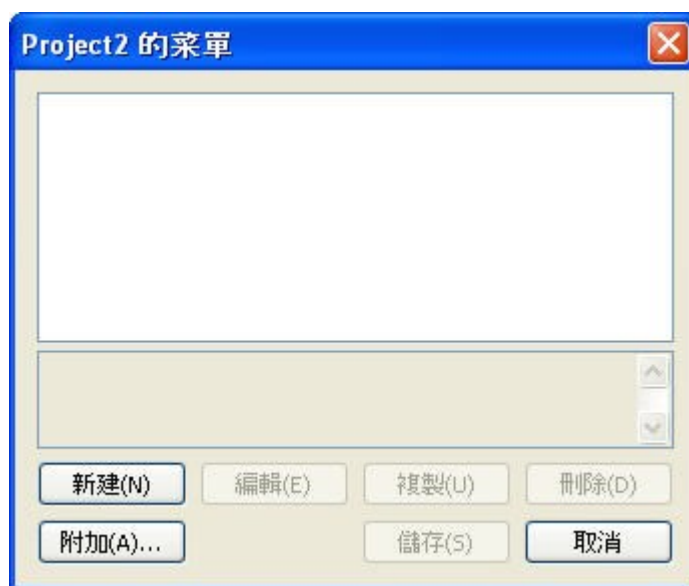 Project2 的菜單
新建(N) 編輯(E) 複製(U) 刪除(D)
附加(A)... 儲存(S) 取消